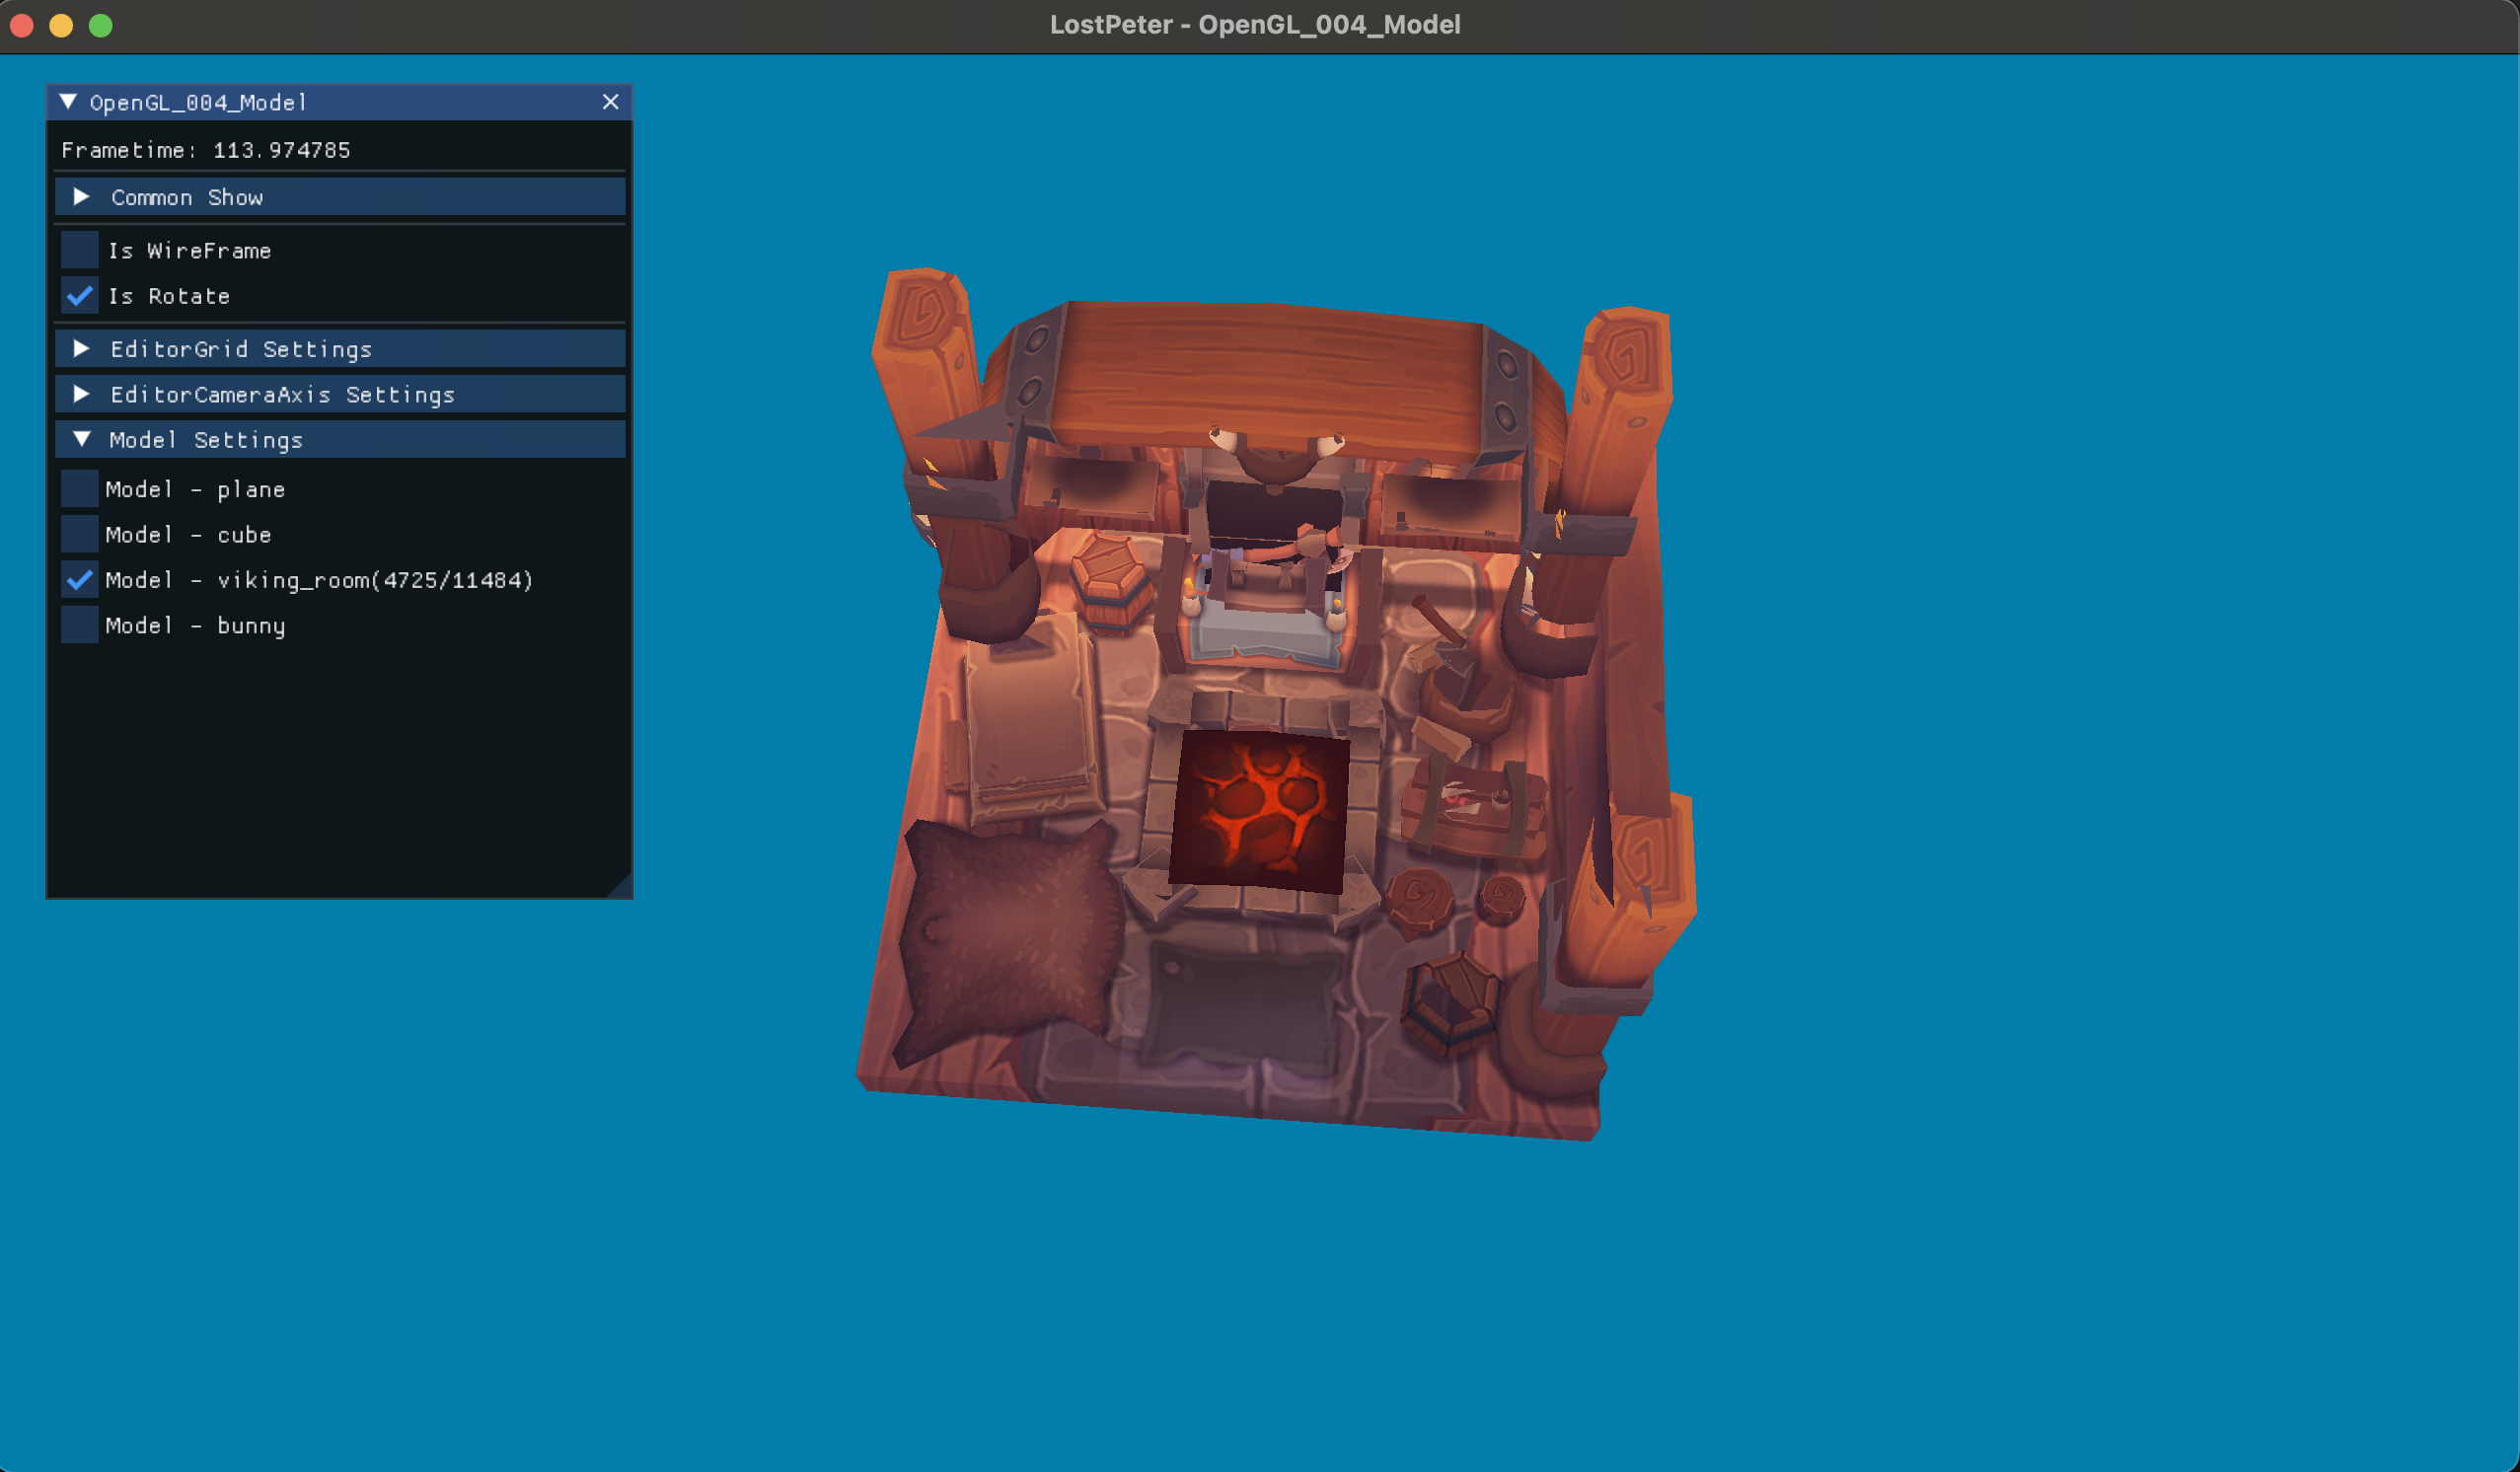 LostPeter - OpenGL_004_Model
OpenGL_004_Model
Frametime: 113.974785
Common Show
Is WireFrame
Is Rotate
EditorGrid Settings
EditorCameraAxis Settings
Model Settings
Model - plane
Model - cube
Model - viking_room(4725/11484)
Model - bunny